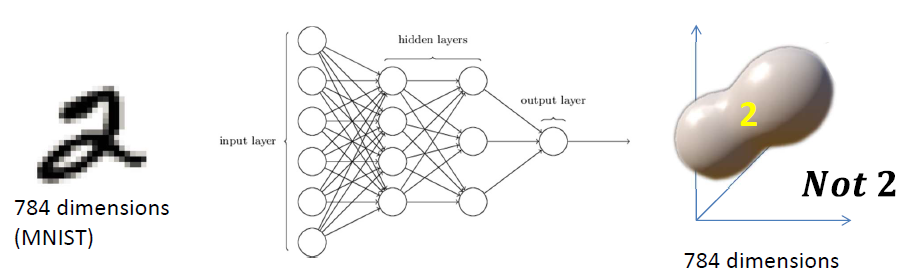 784 dimensions
(MNIST)
input layer
hidden layers
output layer
2
Not 2
784 dimensions